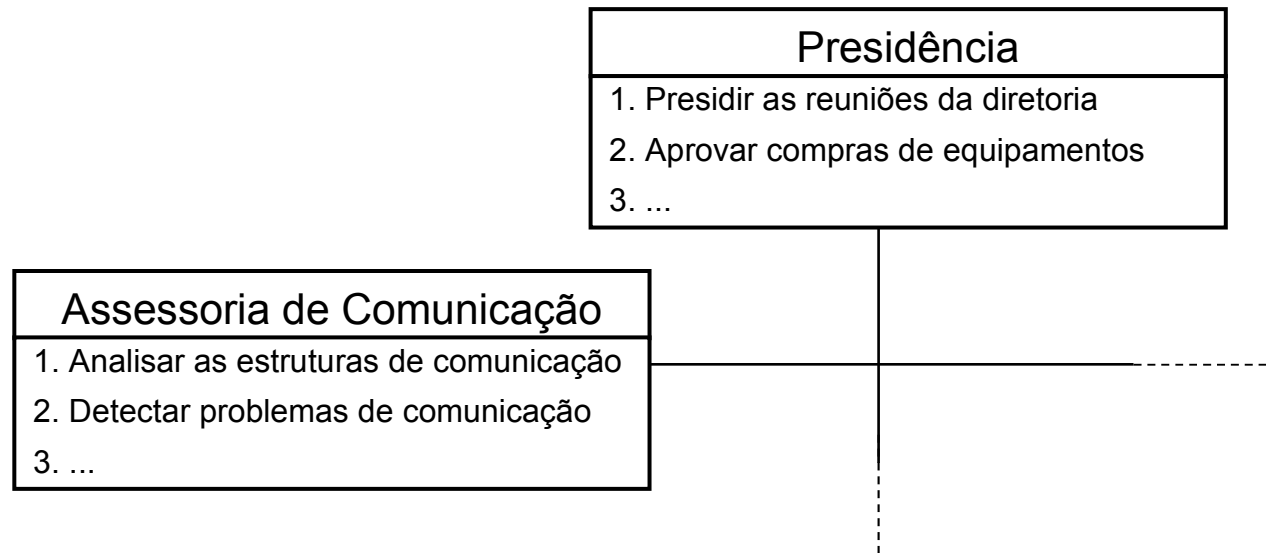 Presidência
1. Presidir as reuniões da diretoria
2. Aprovar compras de equipamentos
3. ...
Assessoria de Comunicação
1. Analisar as estruturas de comunicação
2. Detectar problemas de comunicação
3. ...